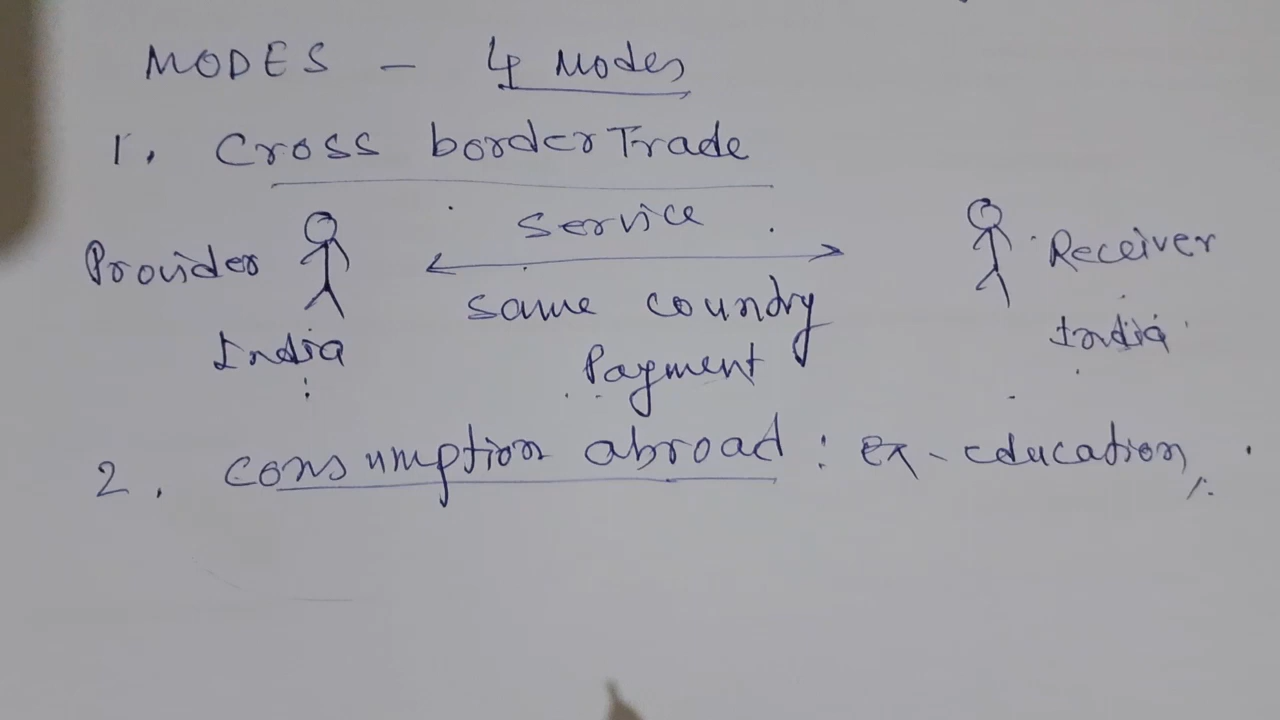 MODES - 4 Modes
1. Cross border Trade
Service
Provider
Receiver
same country
India
India
Payment
2. Consumption abroad : ex - education